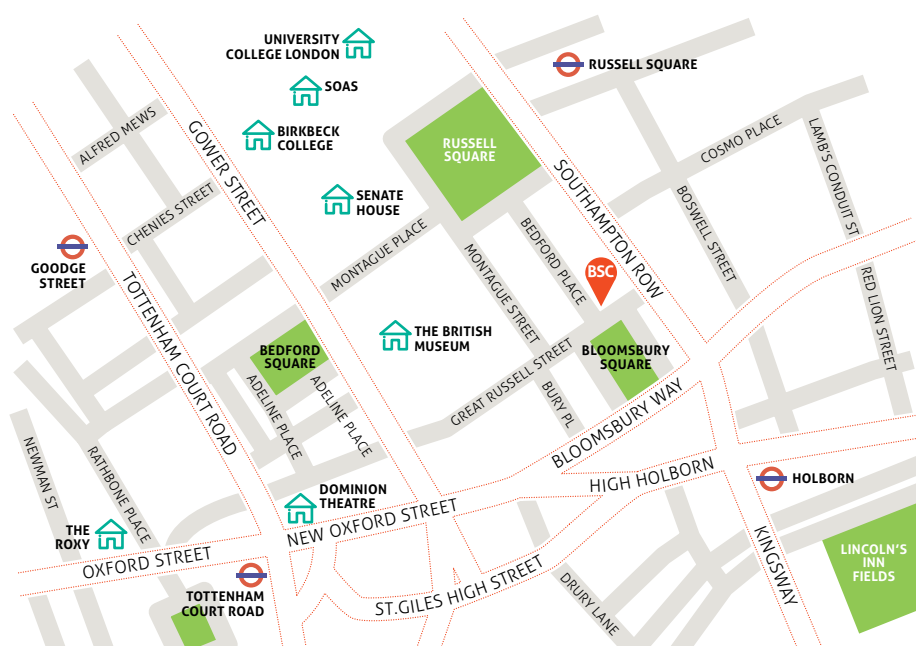 UNIVERSITY
COLLEGE LONDON
SOAS
BIRKBECK
COLLEGE
SENATE
HOUSE
RUSSELL
SQUARE
RUSSELL SQUARE
ALFRED MEWS
GOWER STREET
CHENIES STREET
COSMO PLACE
LAMB'S CONDUIT ST
SOUTHAMPTON ROW
BOSWELL STREET
BEDFORD PLACE
MONTAGUE PLACE
MONTAGUE STREET
GOODGE
STREET
TOTTENHAM COURT ROAD
BSC
RED LION STREET
THE BRITISH
MUSEUM
BEDFORD
SQUARE
ADELINE PLACE
ADELINE PLACE
GREAT RUSSELL STREET
BLOOMSBURY
SQUARE
BURY PL
BLOOMSBURY WAY
NEWMAN ST
RATHBONE PLACE
HIGH HOLBORN
HOLBORN
DOMINION
THEATRE
NEW OXFORD STREET
THE
ROXY
OXFORD STREET
TOTTENHAM
COURT ROAD
ST.GILES HIGH STREET
DRURY LANE
KINGSWAY
LINCOLN'S
INN
FIELDS